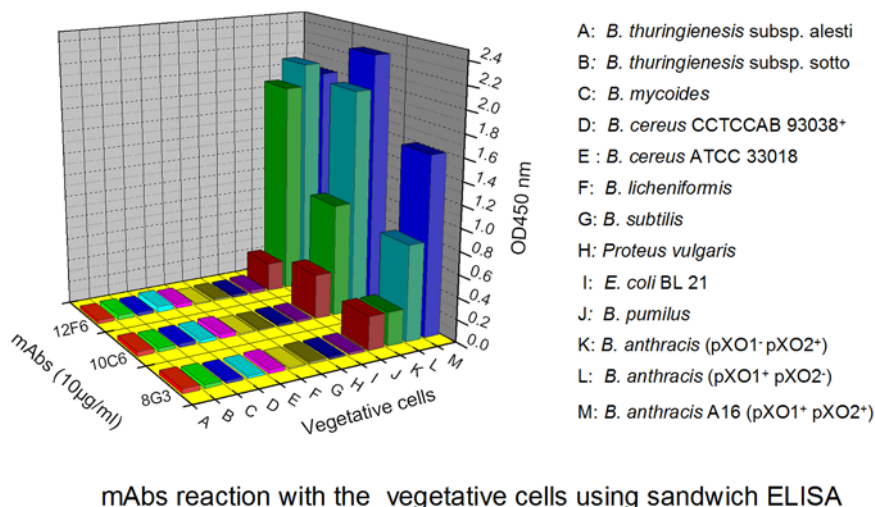 2.4
2.2
2.0
1.8
1.6
1.4
1.2
1.0
0.8
0.6
0.4
0.2
0.0
OD450 nm
12F6
10C6
8G3
mAbs (10µg/ml)
A B C D E F G H I J K L M
Vegetative cells
A: B. thuringienesis subsp. alesti
B: B. thuringienesis subsp. sotto
C: B. mycoides
D: B. cereus CCTCCAB 93038⁺
E : B. cereus ATCC 33018
F: B. licheniformis
G: B. subtilis
H: Proteus vulgaris
I: E. coli BL 21
J: B. pumilus
K: B. anthracis (pXO1⁻ pXO2⁺)
L: B. anthracis (pXO1⁺ pXO2⁻)
M: B. anthracis A16 (pXO1⁺ pXO2⁺)
mAbs reaction with the vegetative cells using sandwich ELISA